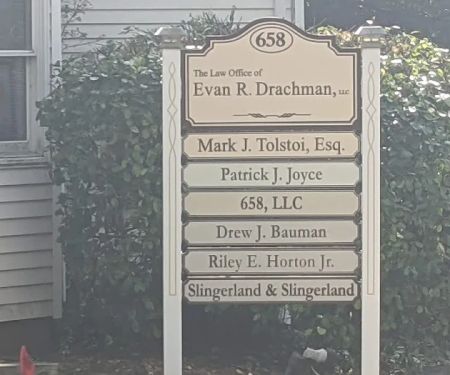 658
The Law Office of
Evan R. Drachman, LLC
Mark J. Tolstoi, Esq.
Patrick J. Joyce
658, LLC
Drew J. Bauman
Riley E. Horton Jr.
Slingerland & Slingerland